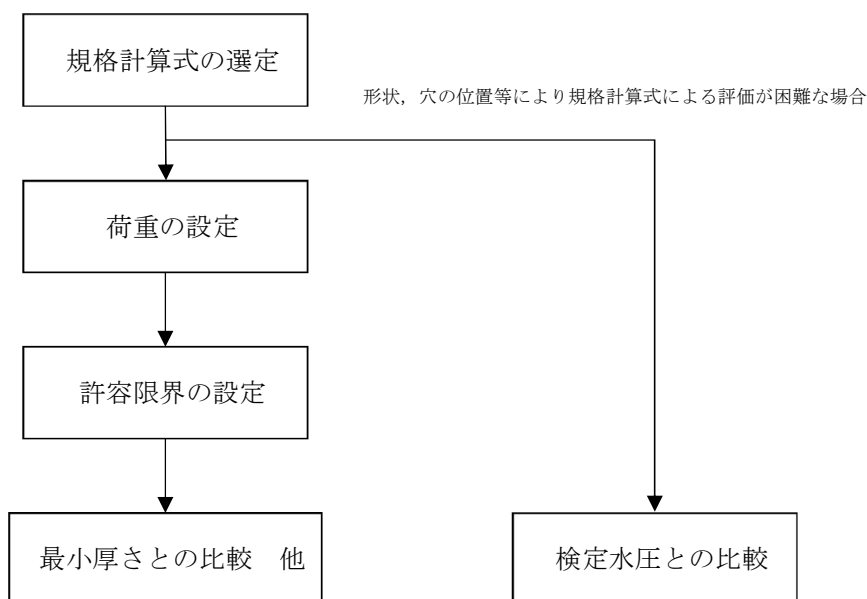 規格計算式の選定
形状，穴の位置等により規格計算式による評価が困難な場合
荷重の設定
許容限界の設定
最小厚さとの比較　他
検定水圧との比較